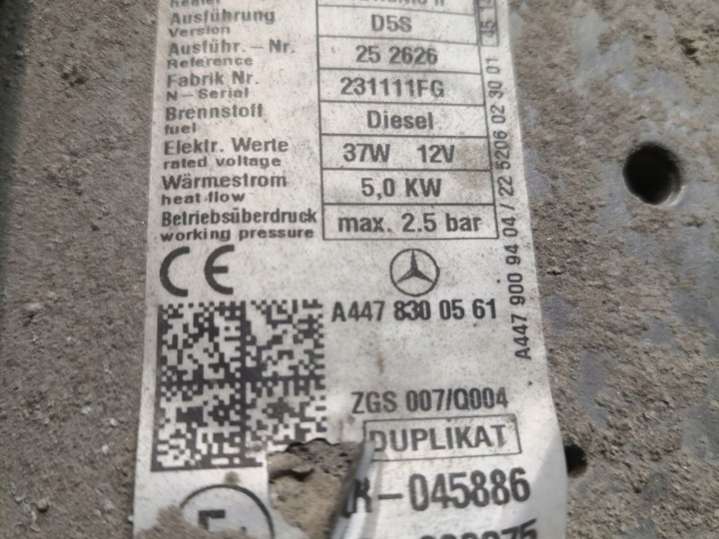 Ausführung
Version
D5S
Ausführ.-Nr.
Reference
25 2626
Fabrik Nr.
N-Serial
231111FG
Brennstoff
fuel
Diesel
Elektr. Werte
rated voltage
37W 12V
Wärmestrom
heat flow
5,0 KW
Betriebsüberdruck
working pressure
max. 2.5 bar
CE
A447 830 05 61
ZGS 007/Q004
DUPLIKAT
-045886
A447 900 94 04 / 22 5206 02 30 01